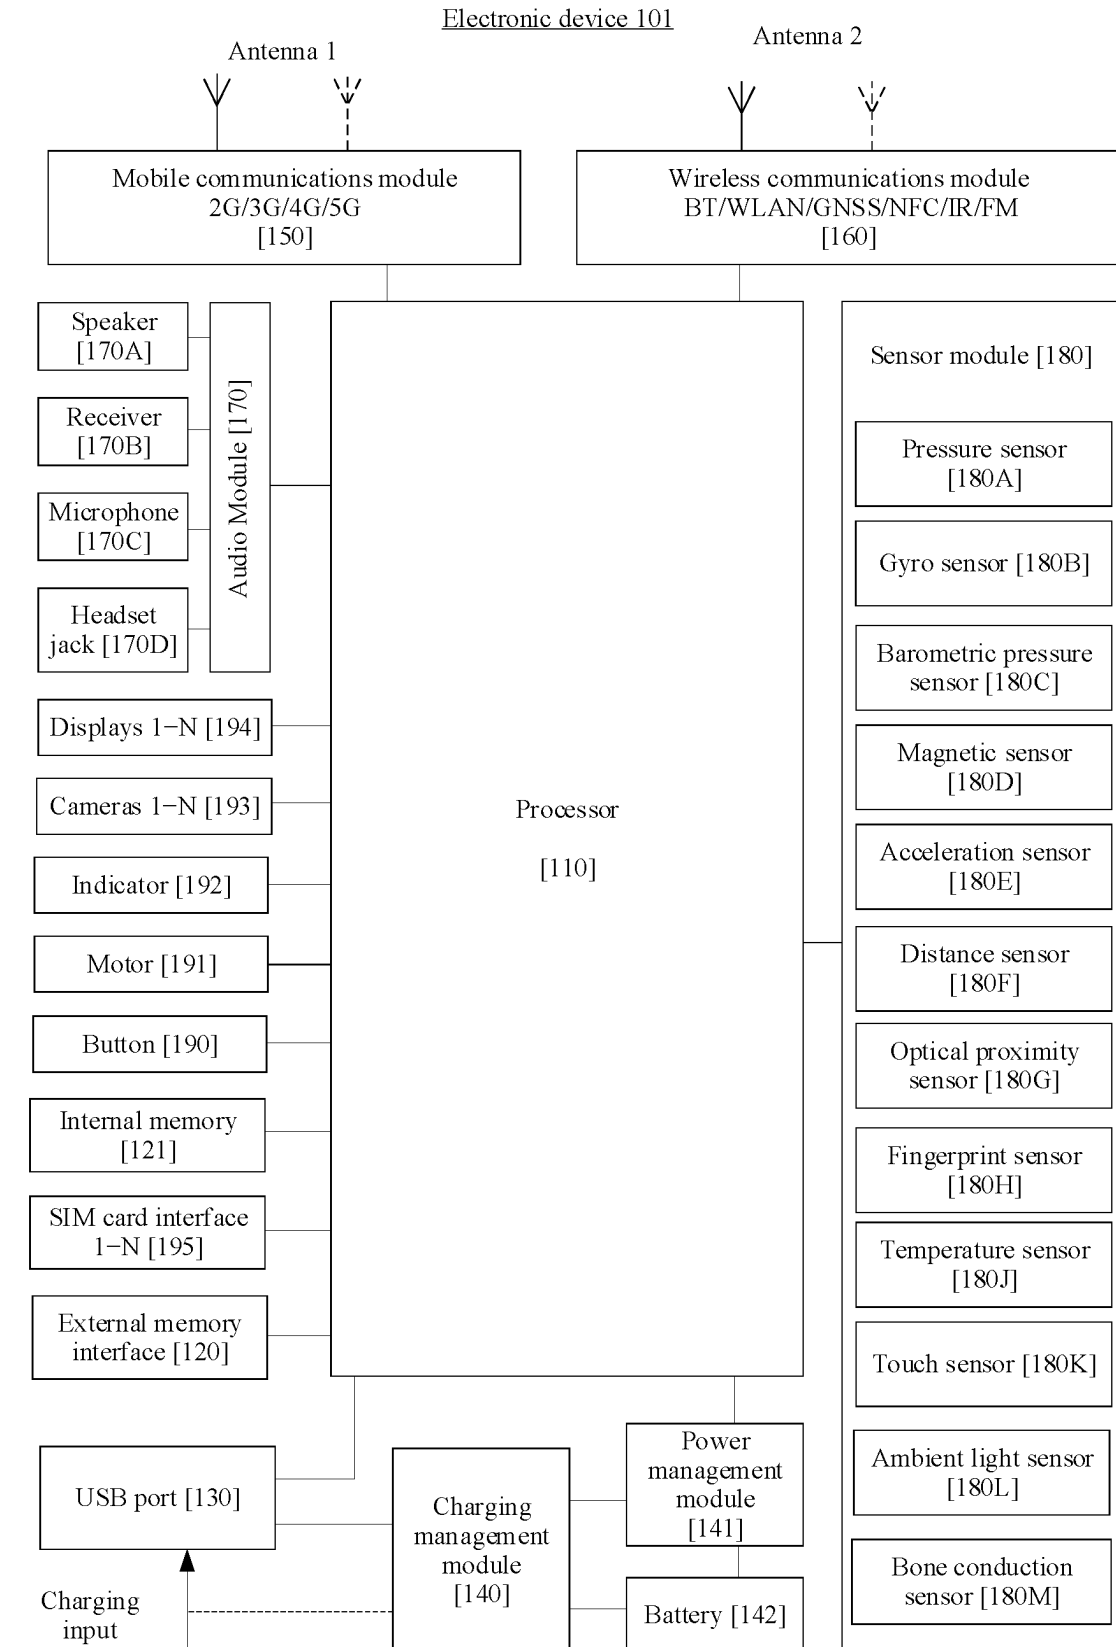 Electronic device 101
Antenna 1
Antenna 2
Mobile communications module
2G/3G/4G/5G
[150]
Wireless communications module
BT/WLAN/GNSS/NFC/IR/FM
[160]
Speaker
[170A]
Receiver
[170B]
Microphone
[170C]
Headset
jack [170D]
Audio Module [170]
Displays 1−N [194]
Cameras 1−N [193]
Indicator [192]
Motor [191]
Button [190]
Internal memory
[121]
SIM card interface
1−N [195]
External memory
interface [120]
Processor
[110]
Sensor module [180]
Pressure sensor
[180A]
Gyro sensor [180B]
Barometric pressure
sensor [180C]
Magnetic sensor
[180D]
Acceleration sensor
[180E]
Distance sensor
[180F]
Optical proximity
sensor [180G]
Fingerprint sensor
[180H]
Temperature sensor
[180J]
Touch sensor [180K]
Ambient light sensor
[180L]
Bone conduction
sensor [180M]
USB port [130]
Charging
management
module
[140]
Power
management
module
[141]
Battery [142]
Charging
input